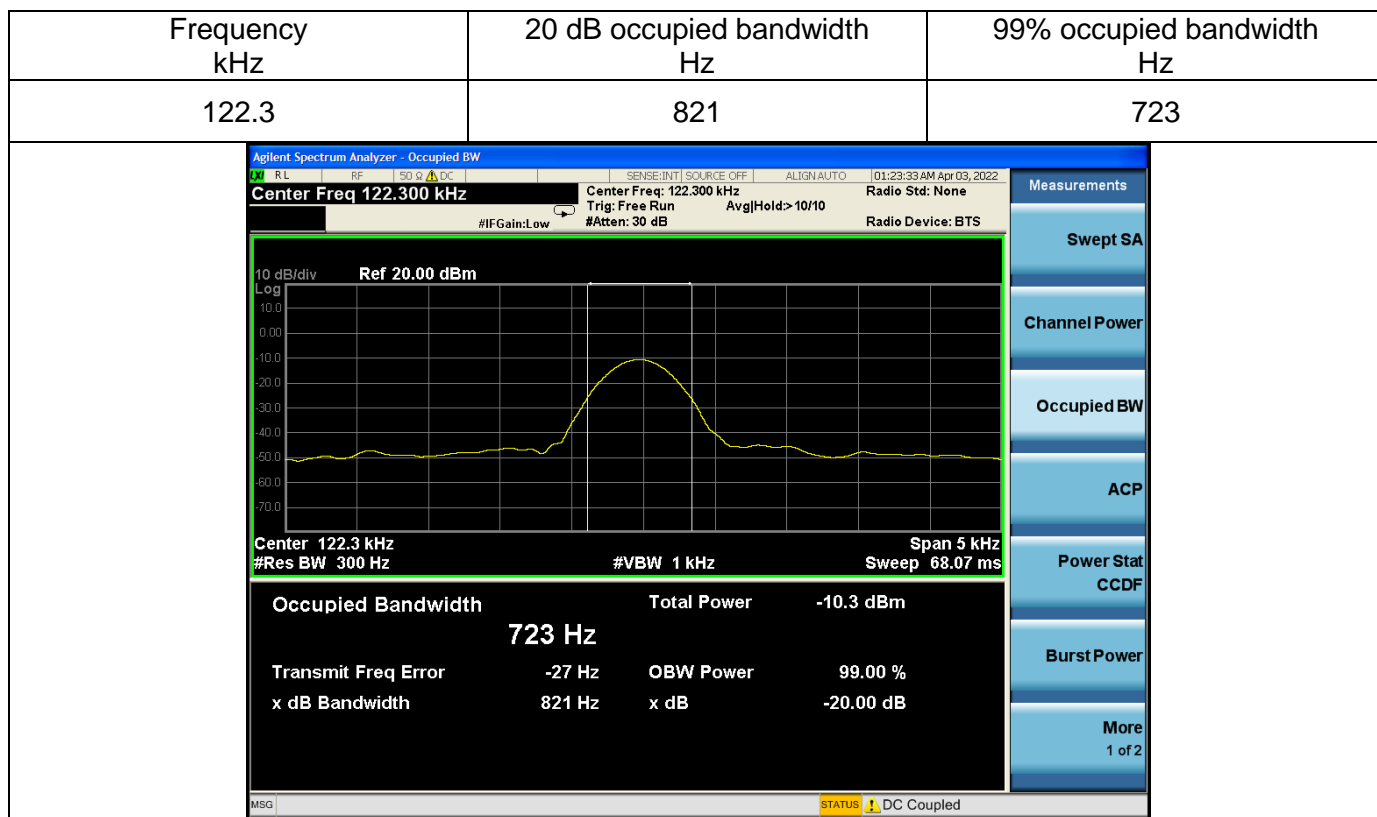 Frequency
kHz
20 dB occupied bandwidth
Hz
99% occupied bandwidth
Hz
122.3
821
723
Agilent Spectrum Analyzer - Occupied BW
LXI RL RF 50 Ω DC SENSE:INT SOURCE OFF ALIGN AUTO 01:23:33 AM Apr 03, 2022
Center Freq 122.300 kHz
Center Freq: 122.300 kHz
Radio Std: None
Trig: Free Run
Avg|Hold:> 10/10
#IFGain:Low
#Atten: 30 dB
Radio Device: BTS
10 dB/div
Ref 20.00 dBm
Log
10.0
0.00
-10.0
-20.0
-30.0
-40.0
-50.0
-60.0
-70.0
Center 122.3 kHz
Span 5 kHz
#Res BW 300 Hz
#VBW 1 kHz
Sweep 68.07 ms
Occupied Bandwidth
Total Power
-10.3 dBm
723 Hz
Transmit Freq Error
-27 Hz
OBW Power
99.00 %
x dB Bandwidth
821 Hz
x dB
-20.00 dB
Measurements
Swept SA
Channel Power
Occupied BW
ACP
Power Stat
CCDF
Burst Power
More
1 of 2
MSG
STATUS
DC Coupled